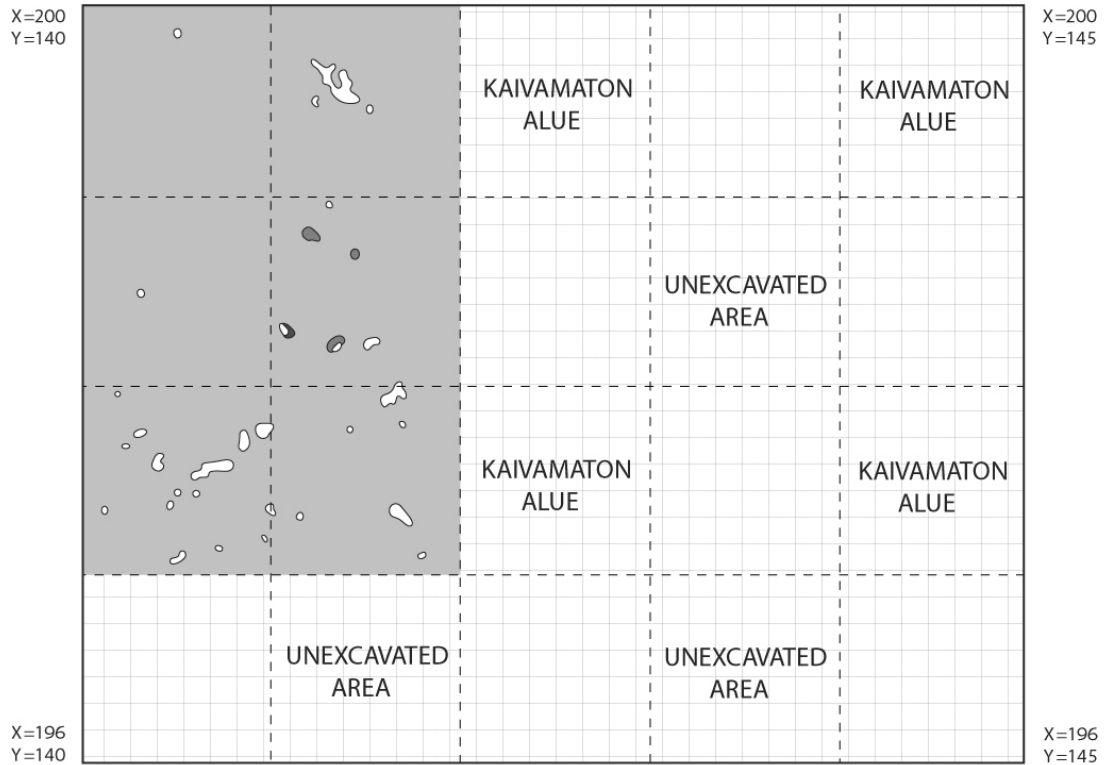 X=200
Y=140
X=200
Y=145
KAIVAMATON
ALUE
KAIVAMATON
ALUE
UNEXCAVATED
AREA
KAIVAMATON
ALUE
KAIVAMATON
ALUE
UNEXCAVATED
AREA
UNEXCAVATED
AREA
X=196
Y=140
X=196
Y=145